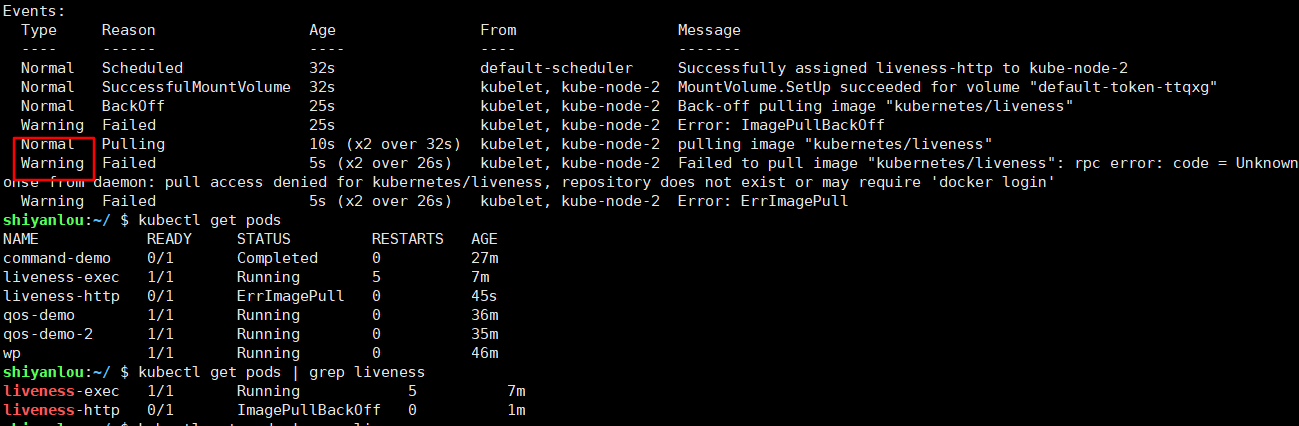 Events:
  Type     Reason                 Age                From                  Message
  ----     ------                 ----               ----                  -------
  Normal   Scheduled              32s                default-scheduler     Successfully assigned liveness-http to kube-node-2
  Normal   SuccessfulMountVolume  32s                kubelet, kube-node-2  MountVolume.SetUp succeeded for volume "default-token-ttqxg"
  Normal   BackOff                25s                kubelet, kube-node-2  Back-off pulling image "kubernetes/liveness"
  Warning  Failed                 25s                kubelet, kube-node-2  Error: ImagePullBackOff
  Normal   Pulling                10s (x2 over 32s)  kubelet, kube-node-2  pulling image "kubernetes/liveness"
  Warning  Failed                 5s (x2 over 26s)   kubelet, kube-node-2  Failed to pull image "kubernetes/liveness": rpc error: code = Unknown
onse from daemon: pull access denied for kubernetes/liveness, repository does not exist or may require 'docker login'
  Warning  Failed                 5s (x2 over 26s)   kubelet, kube-node-2  Error: ErrImagePull
shiyanlou:~/ $ kubectl get pods
NAME            READY     STATUS         RESTARTS   AGE
command-demo    0/1       Completed      0          27m
liveness-exec   1/1       Running        5          7m
liveness-http   0/1       ErrImagePull   0          45s
qos-demo        1/1       Running        0          36m
qos-demo-2      1/1       Running        0          35m
wp              1/1       Running        0          46m
shiyanlou:~/ $ kubectl get pods | grep liveness
liveness-exec   1/1       Running            5          7m
liveness-http   0/1       ImagePullBackOff   0          1m